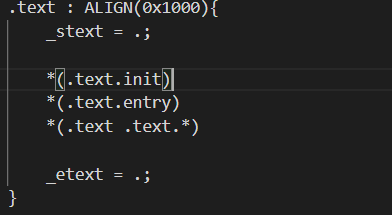 .text : ALIGN(0x1000){
_stext = .;
*(.text.init)
*(.text.entry)
*(.text .text.*)
_etext = .;
}